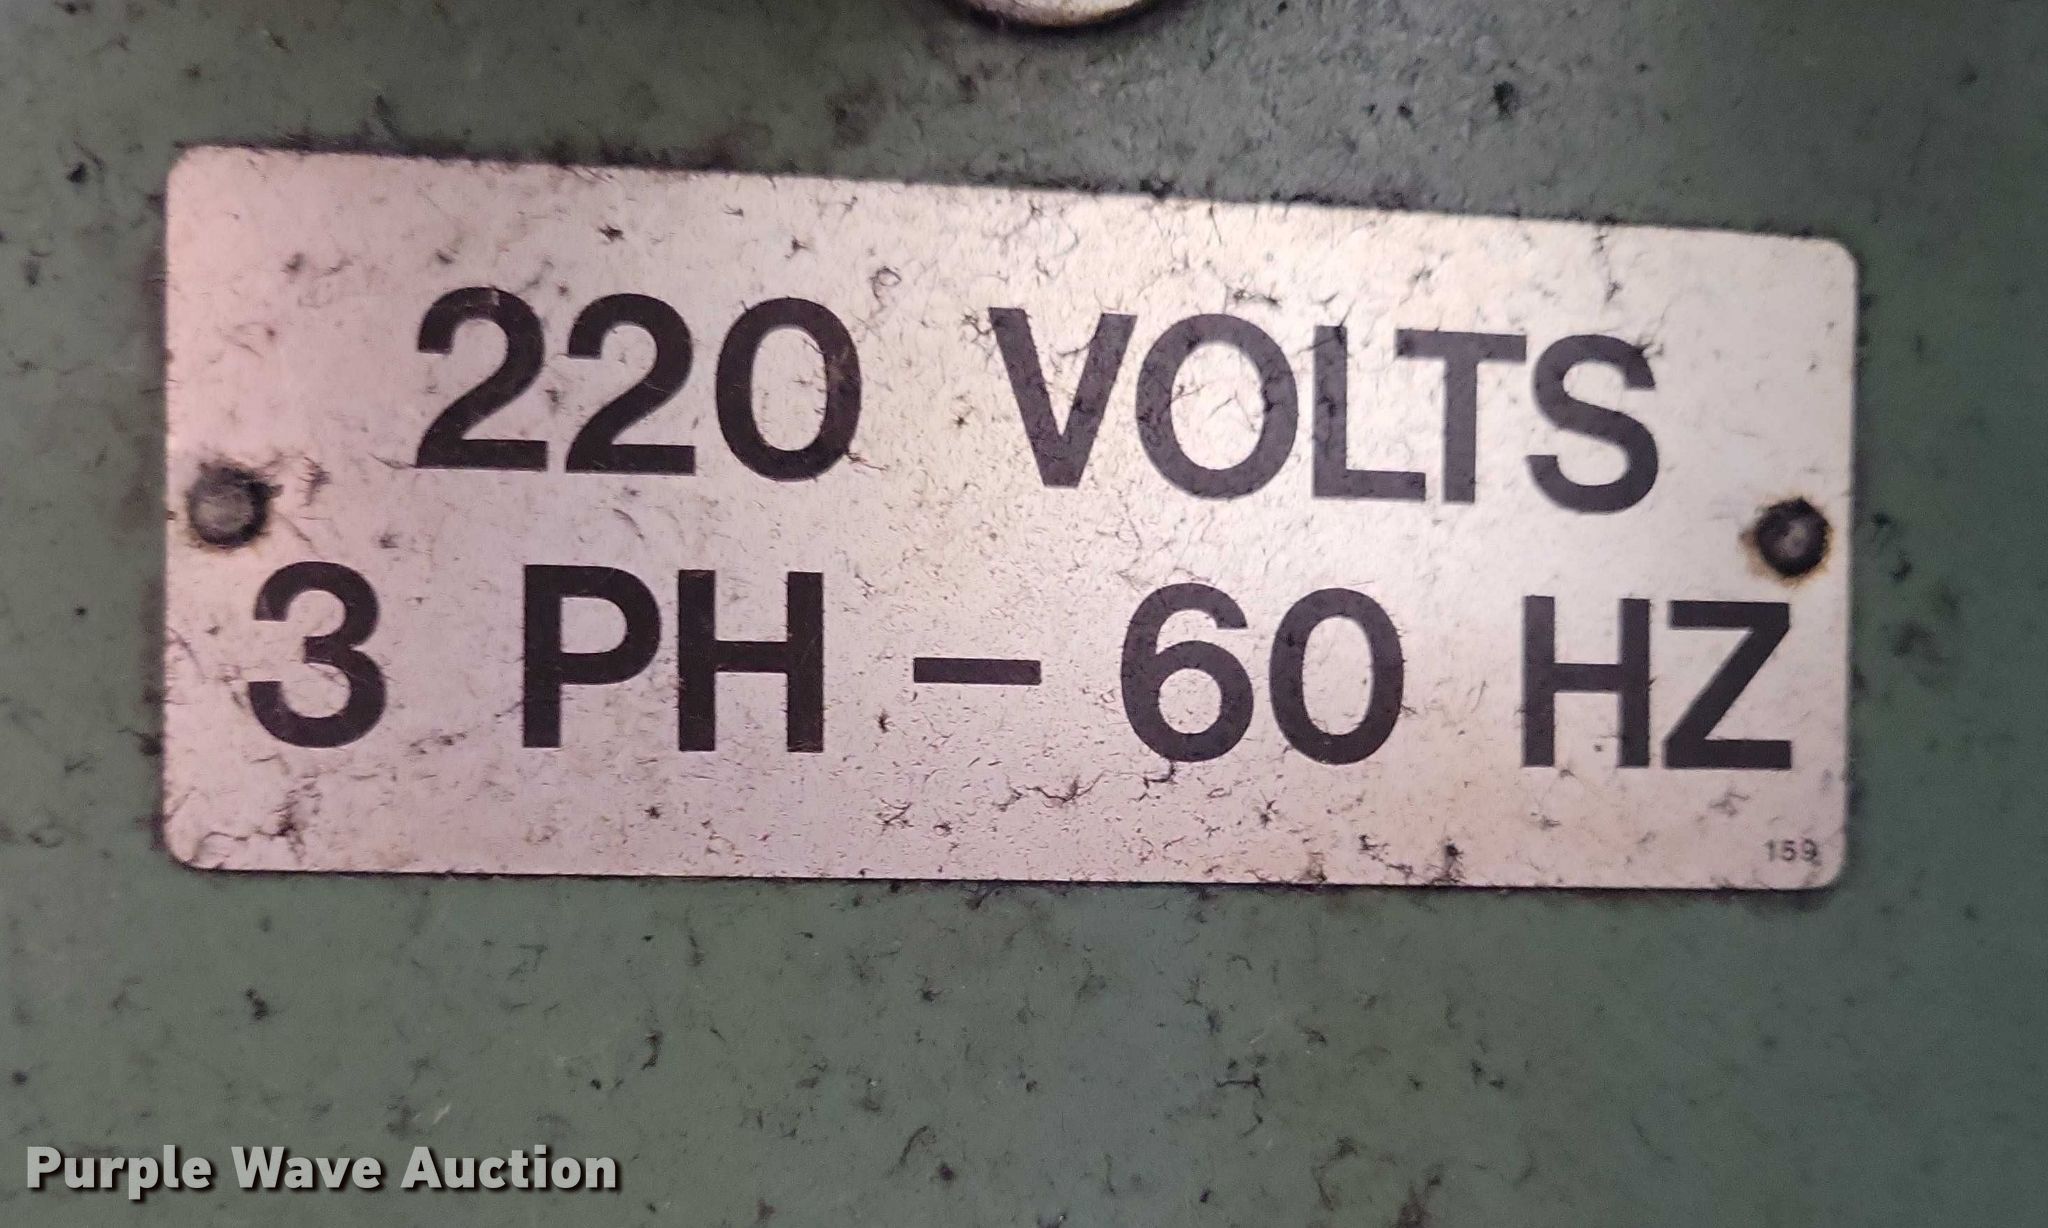 220 VOLTS
3 PH - 60 HZ
159
Purple Wave Auction